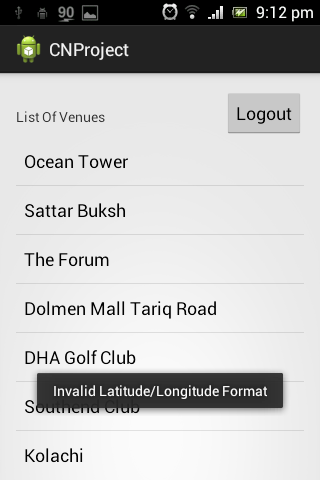 90 9:12 pm
CNProject
List Of Venues Logout
Ocean Tower
Sattar Buksh
The Forum
Dolmen Mall Tariq Road
DHA Golf Club
Invalid Latitude/Longitude Format
Southend Club
Kolachi